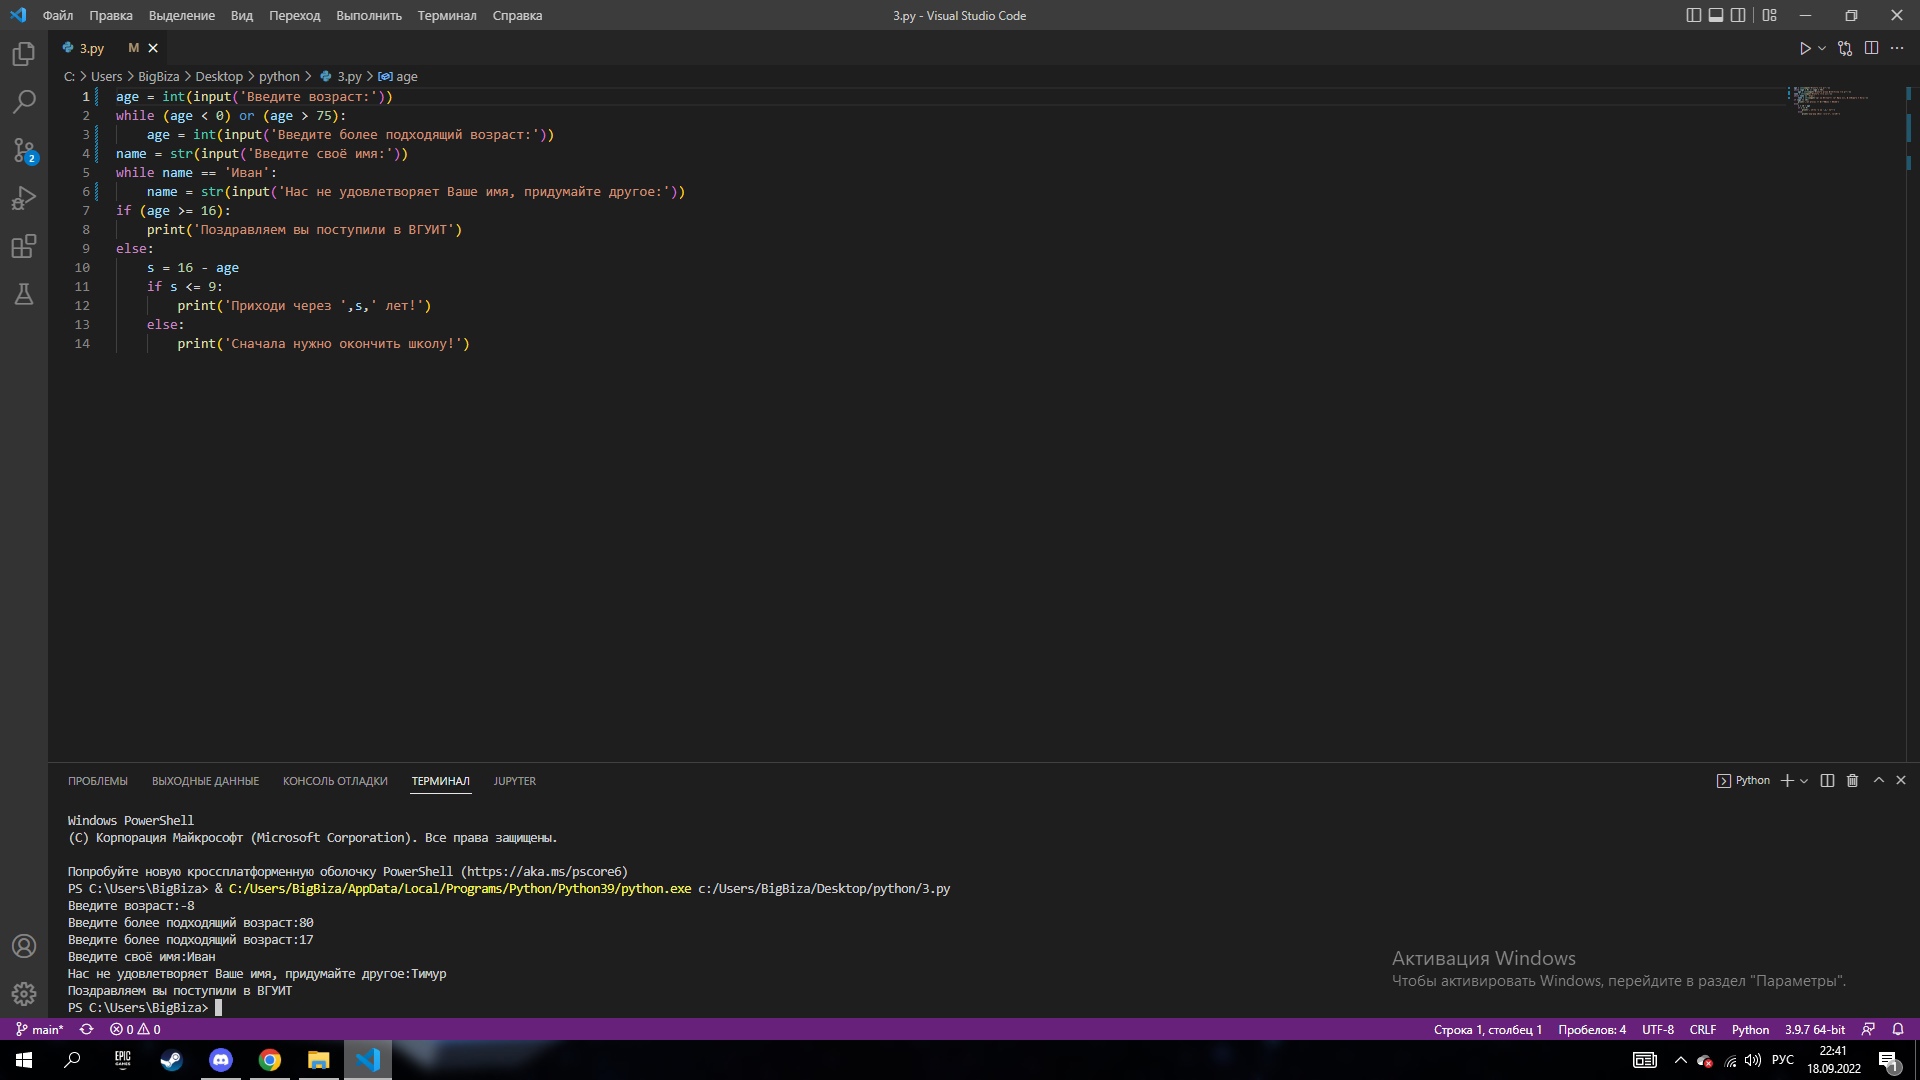 Файл Правка Выделение Вид Переход Выполнить Терминал Справка 3.py - Visual Studio Code
3.py M
C: > Users > BigBiza > Desktop > python > 3.py > age
1 age = int(input('Введите возраст:'))
2 while (age < 0) or (age > 75):
3 age = int(input('Введите более подходящий возраст:'))
4 name = str(input('Введите своё имя:'))
5 while name == 'Иван':
6 name = str(input('Нас не удовлетворяет Ваше имя, придумайте другое:'))
7 if (age >= 16):
8 print('Поздравляем вы поступили в ВГУИТ')
9 else:
10 s = 16 - age
11 if s <= 9:
12 print('Приходи через ',s,' лет!')
13 else:
14 print('Сначала нужно окончить школу!')
2
ПРОБЛЕМЫ ВЫХОДНЫЕ ДАННЫЕ КОНСОЛЬ ОТЛАДКИ ТЕРМИНАЛ JUPYTER Python
Windows PowerShell
(C) Корпорация Майкрософт (Microsoft Corporation). Все права защищены.
Попробуйте новую кроссплатформенную оболочку PowerShell (https://aka.ms/pscore6)
PS C:\Users\BigBiza> & C:/Users/BigBiza/AppData/Local/Programs/Python/Python39/python.exe c:/Users/BigBiza/Desktop/python/3.py
Введите возраст:-8
Введите более подходящий возраст:80
Введите более подходящий возраст:17
Введите своё имя:Иван
Нас не удовлетворяет Ваше имя, придумайте другое:Тимур
Поздравляем вы поступили в ВГУИТ
PS C:\Users\BigBiza>
Активация Windows
Чтобы активировать Windows, перейдите в раздел "Параметры".
main* 0 0 Строка 1, столбец 1 Пробелов: 4 UTF-8 CRLF Python 3.9.7 64-bit
EPIC GAMES
РУС 22:41
18.09.2022
1